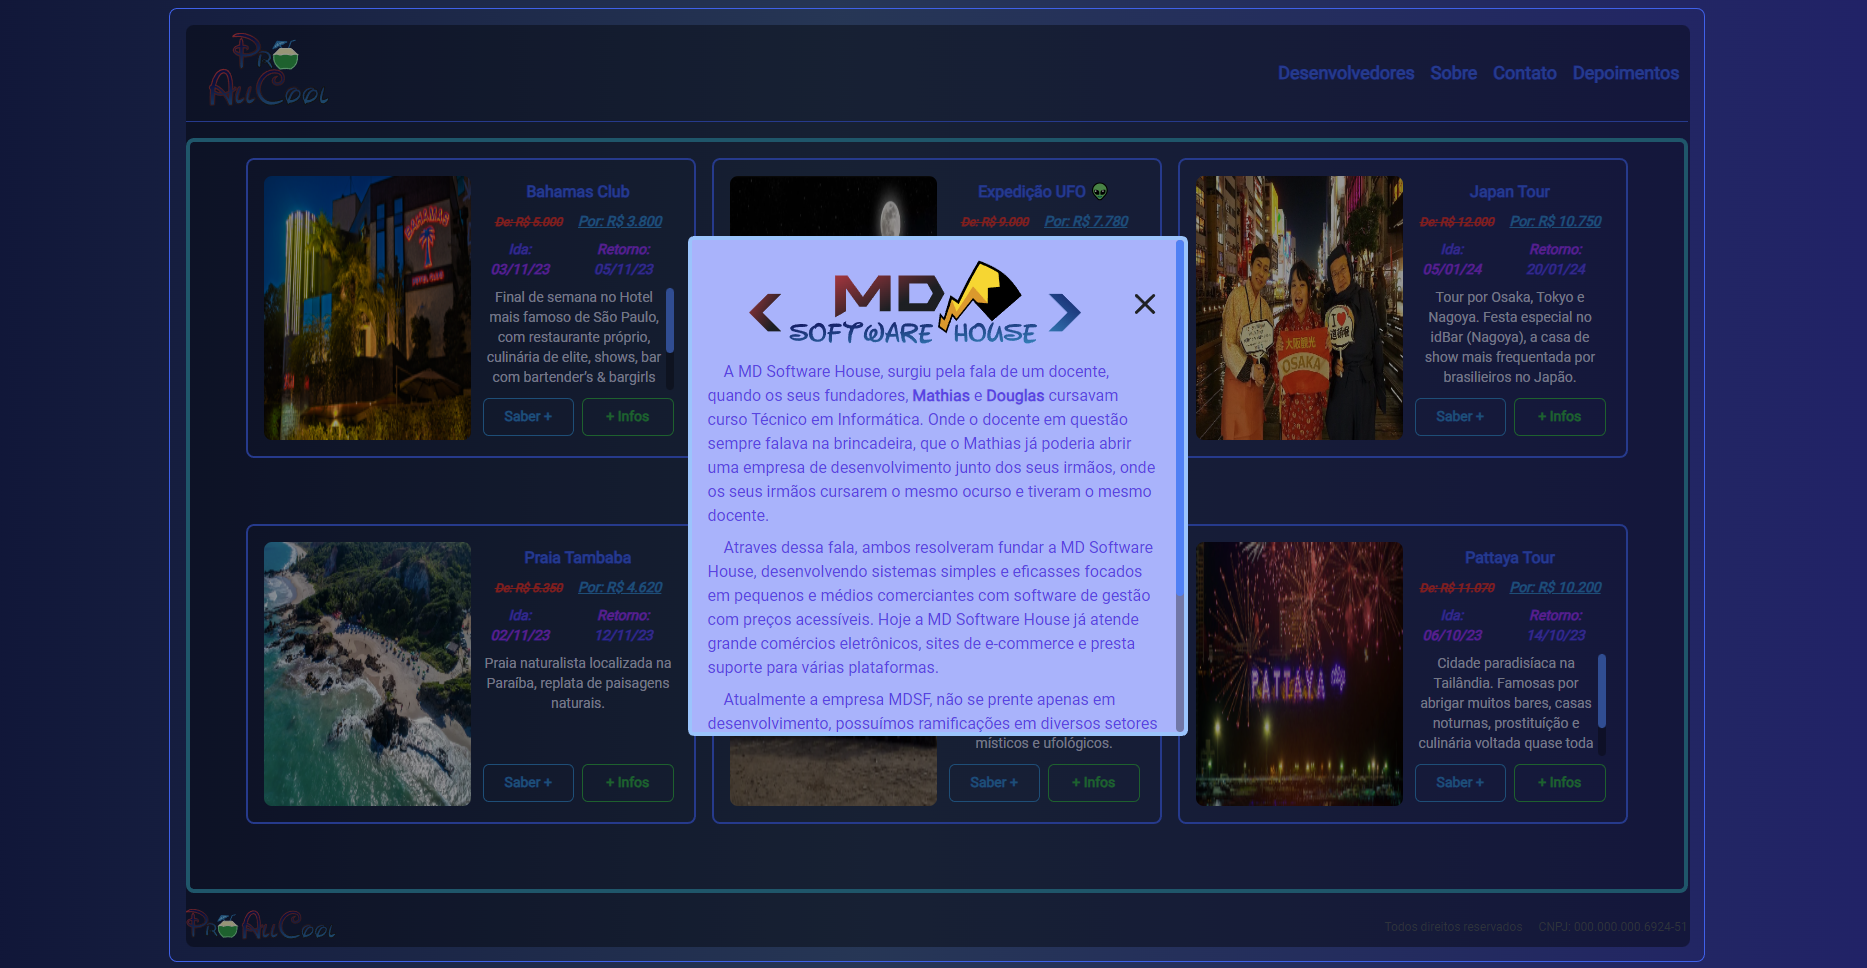 Pro
AllCool
Desenvolvedores Sobre Contato Depoimentos
Bahamas Club
De: R$ 5.000 Por: R$ 3.800
Ida: Retorno:
03/11/23 05/11/23
Final de semana no Hotel
mais famoso de São Paulo,
com restaurante próprio,
culinária de elite, shows, bar
com bartender's & bargirls
Saber + + Infos
BAHAMAS
Expedição UFO
De: R$ 9.000 Por: R$ 7.780
Japan Tour
De: R$ 12.000 Por: R$ 10.750
Ida: Retorno:
05/01/24 20/01/24
Tour por Osaka, Tokyo e
Nagoya. Festa especial no
idBar (Nagoya), a casa de
show mais frequentada por
brasilieiros no Japão.
Saber + + Infos
大阪観光
OSAKA
I
MD
SOFTWARE HOUSE
A MD Software House, surgiu pela fala de um docente,
quando os seus fundadores, Mathias e Douglas cursavam
curso Técnico em Informática. Onde o docente em questão
sempre falava na brincadeira, que o Mathias já poderia abrir
uma empresa de desenvolvimento junto dos seus irmãos, onde
os seus irmãos cursarem o mesmo ocurso e tiveram o mesmo
docente.
Atraves dessa fala, ambos resolveram fundar a MD Software
House, desenvolvendo sistemas simples e eficasses focados
em pequenos e médios comerciantes com software de gestão
com preços acessíveis. Hoje a MD Software House já atende
grande comércios eletrônicos, sites de e-commerce e presta
suporte para várias plataformas.
Atualmente a empresa MDSF, não se prente apenas em
desenvolvimento, possuímos ramificações em diversos setores
Praia Tambaba
De: R$ 5.350 Por: R$ 4.620
Ida: Retorno:
02/11/23 12/11/23
Praia naturalista localizada na
Paraíba, replata de paisagens
naturais.
Saber + + Infos
místicos e ufológicos.
Saber + + Infos
Pattaya Tour
De: R$ 11.070 Por: R$ 10.200
Ida: Retorno:
06/10/23 14/10/23
Cidade paradisíaca na
Tailândia. Famosas por
abrigar muitos bares, casas
noturnas, prostituíção e
culinária voltada quase toda
Saber + + Infos
PATTAYA
Pro AllCool
Todos direitos reservados CNPJ: 000.000.000.6924-51